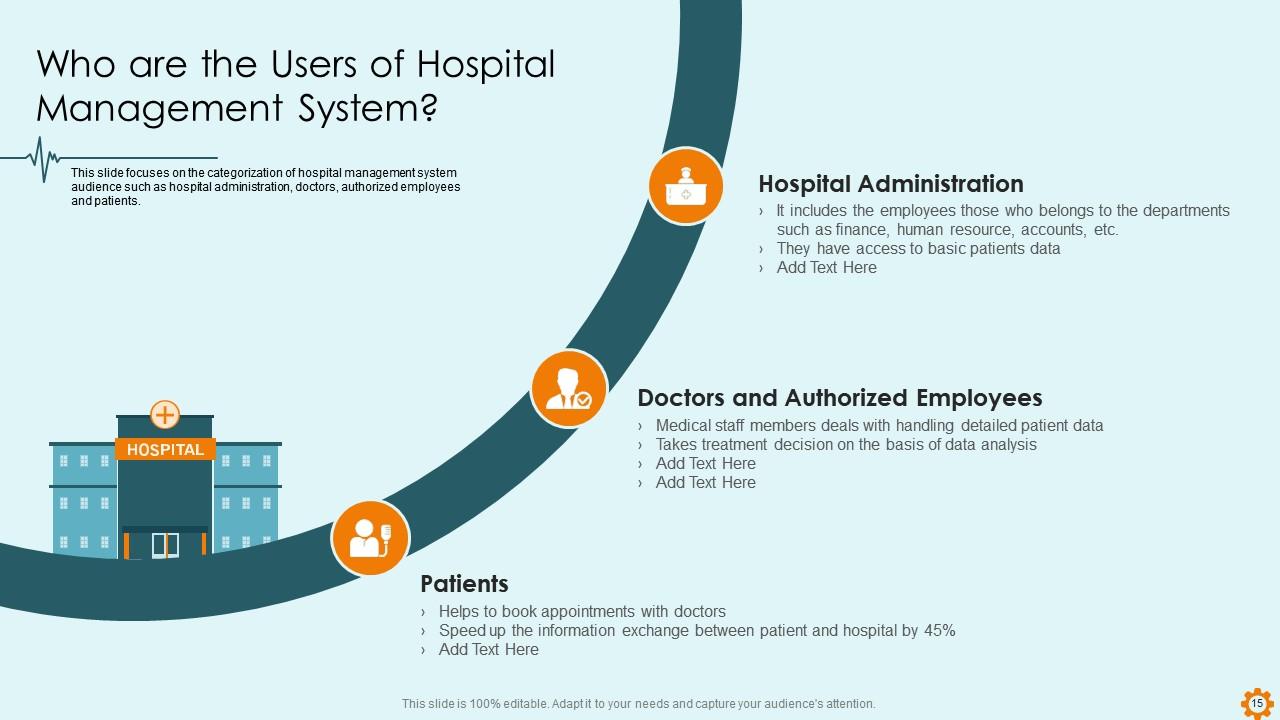 Who are the Users of Hospital
Management System?
This slide focuses on the categorization of hospital management system
audience such as hospital administration, doctors, authorized employees
and patients.
Hospital Administration
› It includes the employees those who belongs to the departments
such as finance, human resource, accounts, etc.
› They have access to basic patients data
› Add Text Here
Doctors and Authorized Employees
› Medical staff members deals with handling detailed patient data
› Takes treatment decision on the basis of data analysis
› Add Text Here
› Add Text Here
HOSPITAL
Patients
› Helps to book appointments with doctors
› Speed up the information exchange between patient and hospital by 45%
› Add Text Here
This slide is 100% editable. Adapt it to your needs and capture your audience's attention.
15